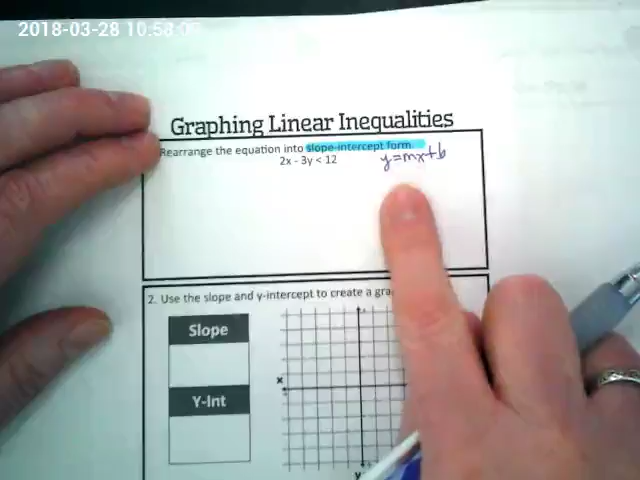 2018-03-28 10:58:0
Graphing Linear Inequalities
Rearrange the equation into slope-intercept form
2x - 3y < 12
y=mx+b
2. Use the slope and y-intercept to create a
Slope
x
Y-Int
y